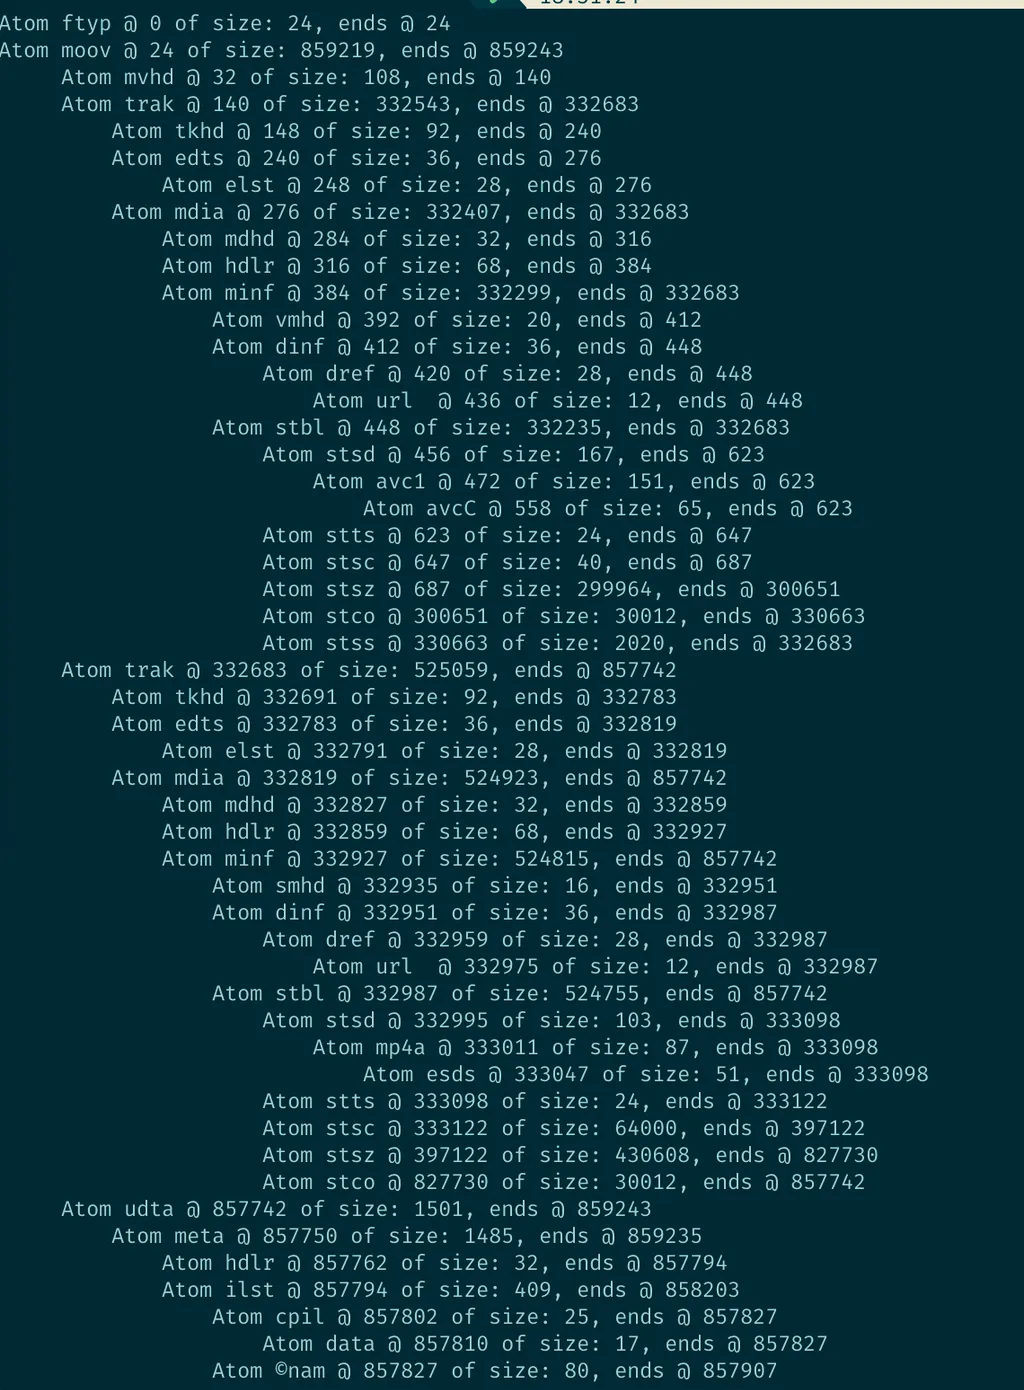 Atom ftyp @ 0 of size: 24, ends @ 24
Atom moov @ 24 of size: 859219, ends @ 859243
Atom mvhd @ 32 of size: 108, ends @ 140
Atom trak @ 140 of size: 332543, ends @ 332683
Atom tkhd @ 148 of size: 92, ends @ 240
Atom edts @ 240 of size: 36, ends @ 276
Atom elst @ 248 of size: 28, ends @ 276
Atom mdia @ 276 of size: 332407, ends @ 332683
Atom mdhd @ 284 of size: 32, ends @ 316
Atom hdlr @ 316 of size: 68, ends @ 384
Atom minf @ 384 of size: 332299, ends @ 332683
Atom vmhd @ 392 of size: 20, ends @ 412
Atom dinf @ 412 of size: 36, ends @ 448
Atom dref @ 420 of size: 28, ends @ 448
Atom url  @ 436 of size: 12, ends @ 448
Atom stbl @ 448 of size: 332235, ends @ 332683
Atom stsd @ 456 of size: 167, ends @ 623
Atom avc1 @ 472 of size: 151, ends @ 623
Atom avcC @ 558 of size: 65, ends @ 623
Atom stts @ 623 of size: 24, ends @ 647
Atom stsc @ 647 of size: 40, ends @ 687
Atom stsz @ 687 of size: 299964, ends @ 300651
Atom stco @ 300651 of size: 30012, ends @ 330663
Atom stss @ 330663 of size: 2020, ends @ 332683
Atom trak @ 332683 of size: 525059, ends @ 857742
Atom tkhd @ 332691 of size: 92, ends @ 332783
Atom edts @ 332783 of size: 36, ends @ 332819
Atom elst @ 332791 of size: 28, ends @ 332819
Atom mdia @ 332819 of size: 524923, ends @ 857742
Atom mdhd @ 332827 of size: 32, ends @ 332859
Atom hdlr @ 332859 of size: 68, ends @ 332927
Atom minf @ 332927 of size: 524815, ends @ 857742
Atom smhd @ 332935 of size: 16, ends @ 332951
Atom dinf @ 332951 of size: 36, ends @ 332987
Atom dref @ 332959 of size: 28, ends @ 332987
Atom url  @ 332975 of size: 12, ends @ 332987
Atom stbl @ 332987 of size: 524755, ends @ 857742
Atom stsd @ 332995 of size: 103, ends @ 333098
Atom mp4a @ 333011 of size: 87, ends @ 333098
Atom esds @ 333047 of size: 51, ends @ 333098
Atom stts @ 333098 of size: 24, ends @ 333122
Atom stsc @ 333122 of size: 64000, ends @ 397122
Atom stsz @ 397122 of size: 430608, ends @ 827730
Atom stco @ 827730 of size: 30012, ends @ 857742
Atom udta @ 857742 of size: 1501, ends @ 859243
Atom meta @ 857750 of size: 1485, ends @ 859235
Atom hdlr @ 857762 of size: 32, ends @ 857794
Atom ilst @ 857794 of size: 409, ends @ 858203
Atom cpil @ 857802 of size: 25, ends @ 857827
Atom data @ 857810 of size: 17, ends @ 857827
Atom ©nam @ 857827 of size: 80, ends @ 857907